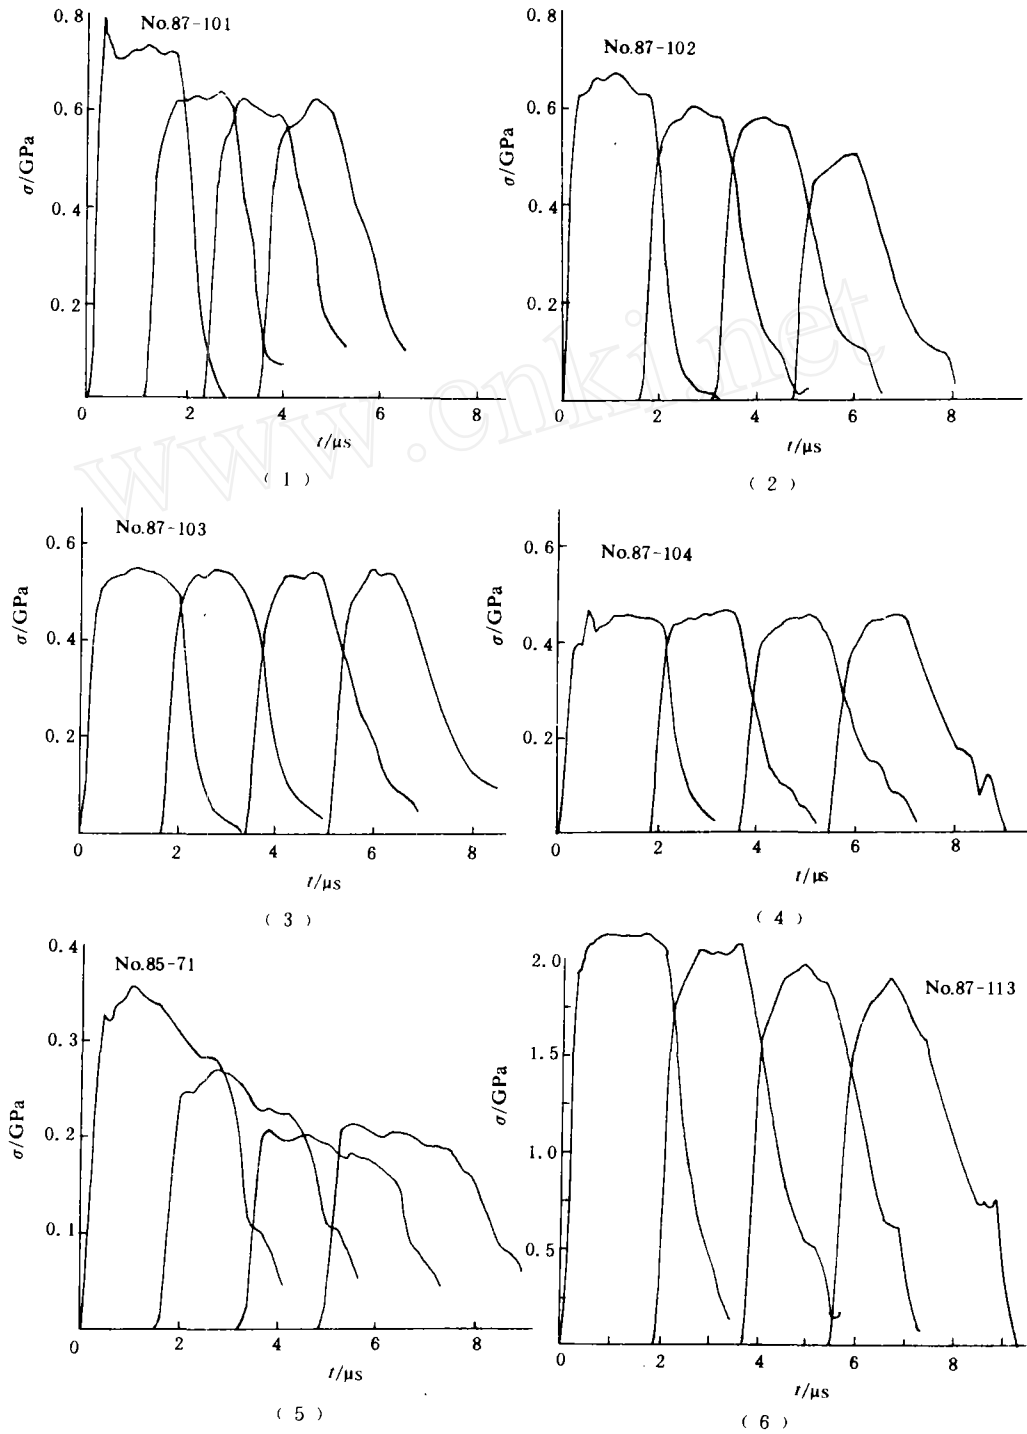 No.87-101
0.8
0.6
0.4
0.2
σ/GPa
0 2 4 6 8
t/μs
(1)
No.87-102
0.8
0.6
0.4
0.2
σ/GPa
0 2 4 6 8
t/μs
(2)
No.87-103
0.6
0.4
0.2
σ/GPa
0 2 4 6 8
t/μs
(3)
No.87-104
0.6
0.4
0.2
σ/GPa
0 2 4 6 8
t/μs
(4)
No.85-71
0.4
0.3
0.2
0.1
σ/GPa
0 2 4 6 8
t/μs
(5)
No.87-113
2.0
1.5
1.0
0.5
σ/GPa
0 2 4 6 8
t/μs
(6)
www.cnki.net